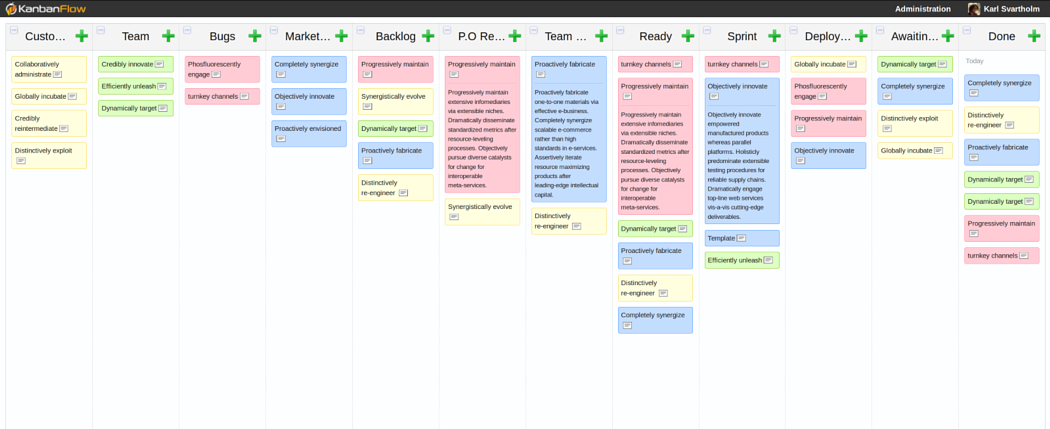 KanbanFlow
Administration
Karl Svartholm
Custo...
Team
Bugs
Market...
Backlog
P.O Re...
Team ...
Ready
Sprint
Deploy...
Awaitin...
Done
Collaboratively
administrate
Globally incubate
Credibly
reintermediate
Distinctively exploit
Credibly innovate
Efficiently unleash
Dynamically target
Phosfluorescently
engage
turnkey channels
Completely synergize
Objectively innovate
Proactively envisioned
Progressively maintain
Synergistically evolve
Dynamically target
Proactively fabricate
Distinctively
re-engineer
Progressively maintain
Progressively maintain
extensive infomediaries
via extensible niches.
Dramatically disseminate
standardized metrics after
resource-leveling
processes. Objectively
pursue diverse catalysts
for change for
interoperable
meta-services.
Synergistically evolve
Proactively fabricate
Proactively fabricate
one-to-one materials via
effective e-business.
Completely synergize
scalable e-commerce
rather than high
standards in e-services.
Assertively iterate
resource maximizing
products after
leading-edge intellectual
capital.
Distinctively
re-engineer
turnkey channels
Progressively maintain
Progressively maintain
extensive infomediaries
via extensible niches.
Dramatically disseminate
standardized metrics after
resource-leveling
processes. Objectively
pursue diverse catalysts
for change for
interoperable
meta-services.
Dynamically target
Proactively fabricate
Distinctively
re-engineer
Completely synergize
turnkey channels
Objectively innovate
Objectively innovate
empowered
manufactured products
whereas parallel
platforms. Holisticly
predominate extensible
testing procedures for
reliable supply chains.
Dramatically engage
top-line web services
vis-a-vis cutting-edge
deliverables.
Template
Efficiently unleash
Globally incubate
Phosfluorescently
engage
Progressively maintain
Objectively innovate
Dynamically target
Completely synergize
Distinctively exploit
Globally incubate
Today
Completely synergize
Distinctively
re-engineer
Proactively fabricate
Dynamically target
Dynamically target
Progressively maintain
turnkey channels